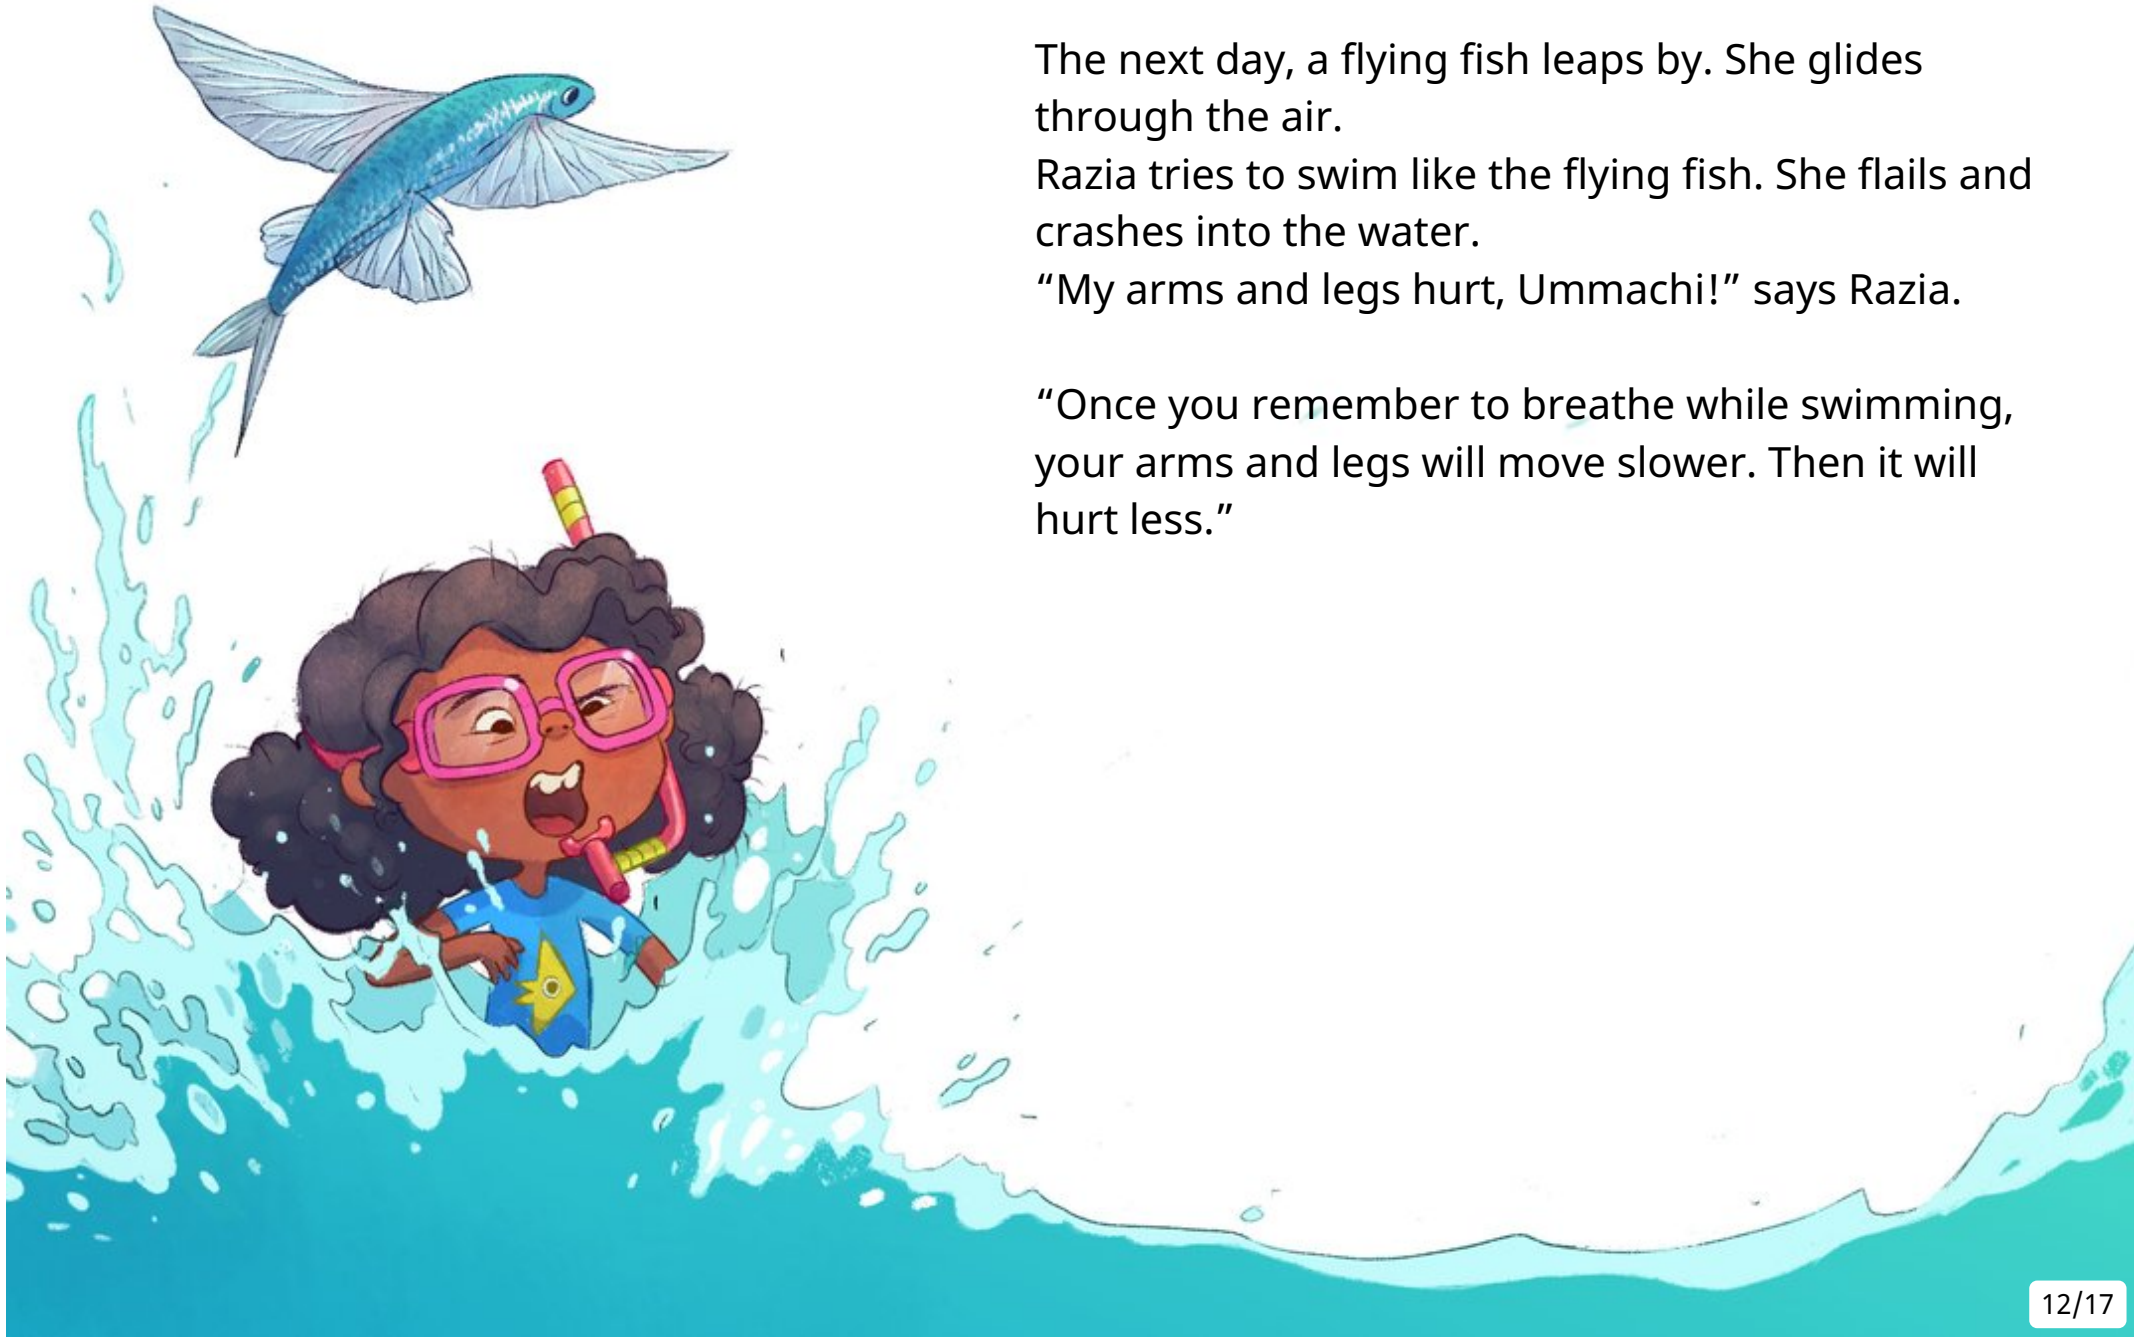 The next day, a flying fish leaps by. She glides
through the air.
Razia tries to swim like the flying fish. She flails and
crashes into the water.
“My arms and legs hurt, Ummachi!” says Razia.
“Once you remember to breathe while swimming,
your arms and legs will move slower. Then it will
hurt less.”
12/17